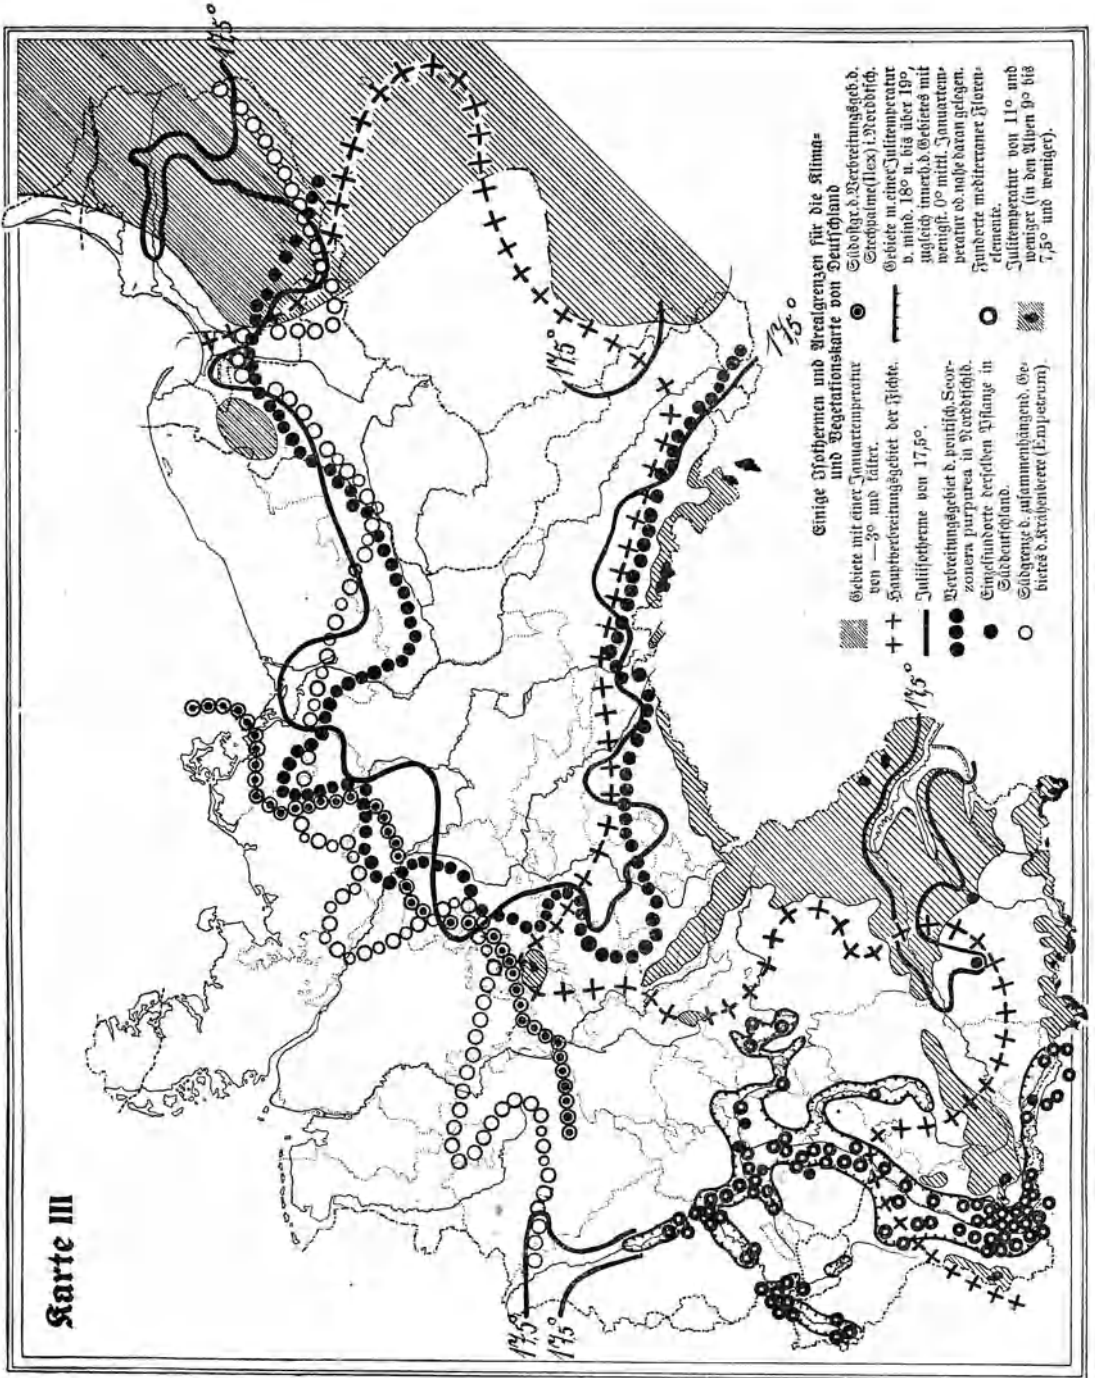 Karte III
Einige Isothermen und Arealgrenzen für die Klima=
und Vegetationskarte von Deutschland
Gebiete mit einer Januartemperatur
von —3° und kälter.
Hauptverbreitungsgebiet der Fichte.
Juliisotherme von 17,5°.
Verbreitungsgebiet d. pontisch. Scor-
zonera purpurea in Norddtschld.
Einzelfundorte derselben Pflanze in
Süddeutschland.
Südgrenze d. zusammenhängend. Ge-
bietes d. Krähenbeere (Empetrum).
Südostgr. d. Verbreitungsgeb. d.
Stechpalme (Ilex) i. Norddtsch.
Gebiete m. einer Julitemperatur
v. mind. 18° u. bis über 19°,
zugleich innerh. d. Gebietes mit
wenigst. 0° mittl. Januartem-
peratur od. nahe daran gelegen.
Fundorte mediterraner Floren-
elemente.
Julitemperatur von 11° und
weniger (in den Alpen 9° bis
7,5° und weniger).
17,5°
17,5°
17,5°
17,5°
17,5°
17,5°